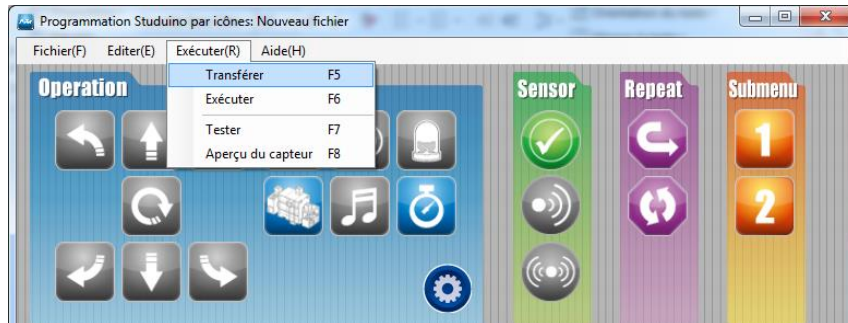 Programmation Studuino par icônes: Nouveau fichier
Fichier(F) Editer(E) Exécuter(R) Aide(H)
Transférer F5
Exécuter F6
Tester F7
Aperçu du capteur F8
Operation Sensor Repeat Submenu
1
2